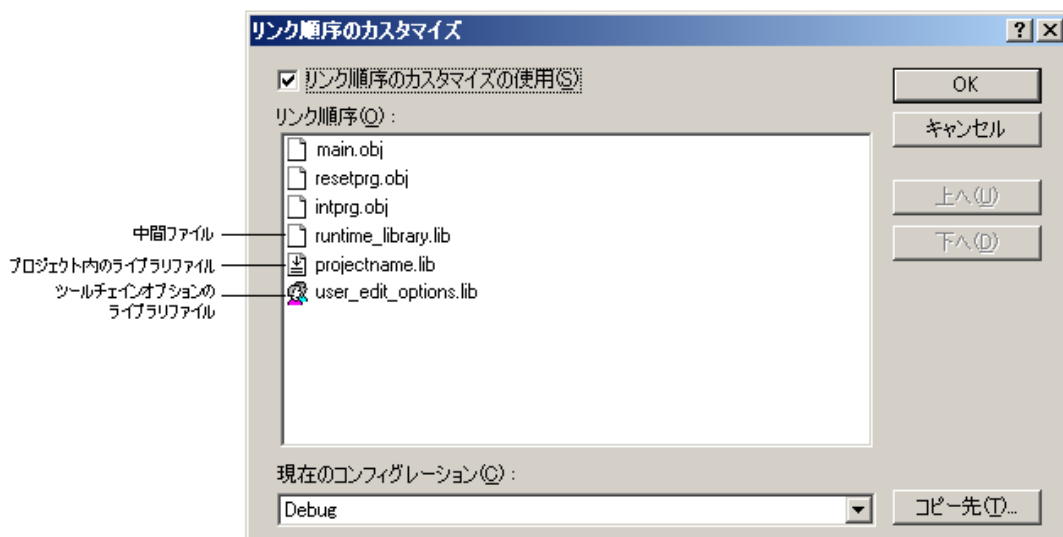 リンク順序のカスタマイズ
リンク順序のカスタマイズの使用(S)
OK
リンク順序(O) :
キャンセル
main.obj
resetprg.obj
上へ(U)
intprg.obj
中間ファイル
runtime_library.lib
下へ(D)
プロジェクト内のライブラリファイル
projectname.lib
ツールチェインオプションの
ライブラリファイル
user_edit_options.lib
現在のコンフィグレーション(C) :
Debug
コピー先(T)...